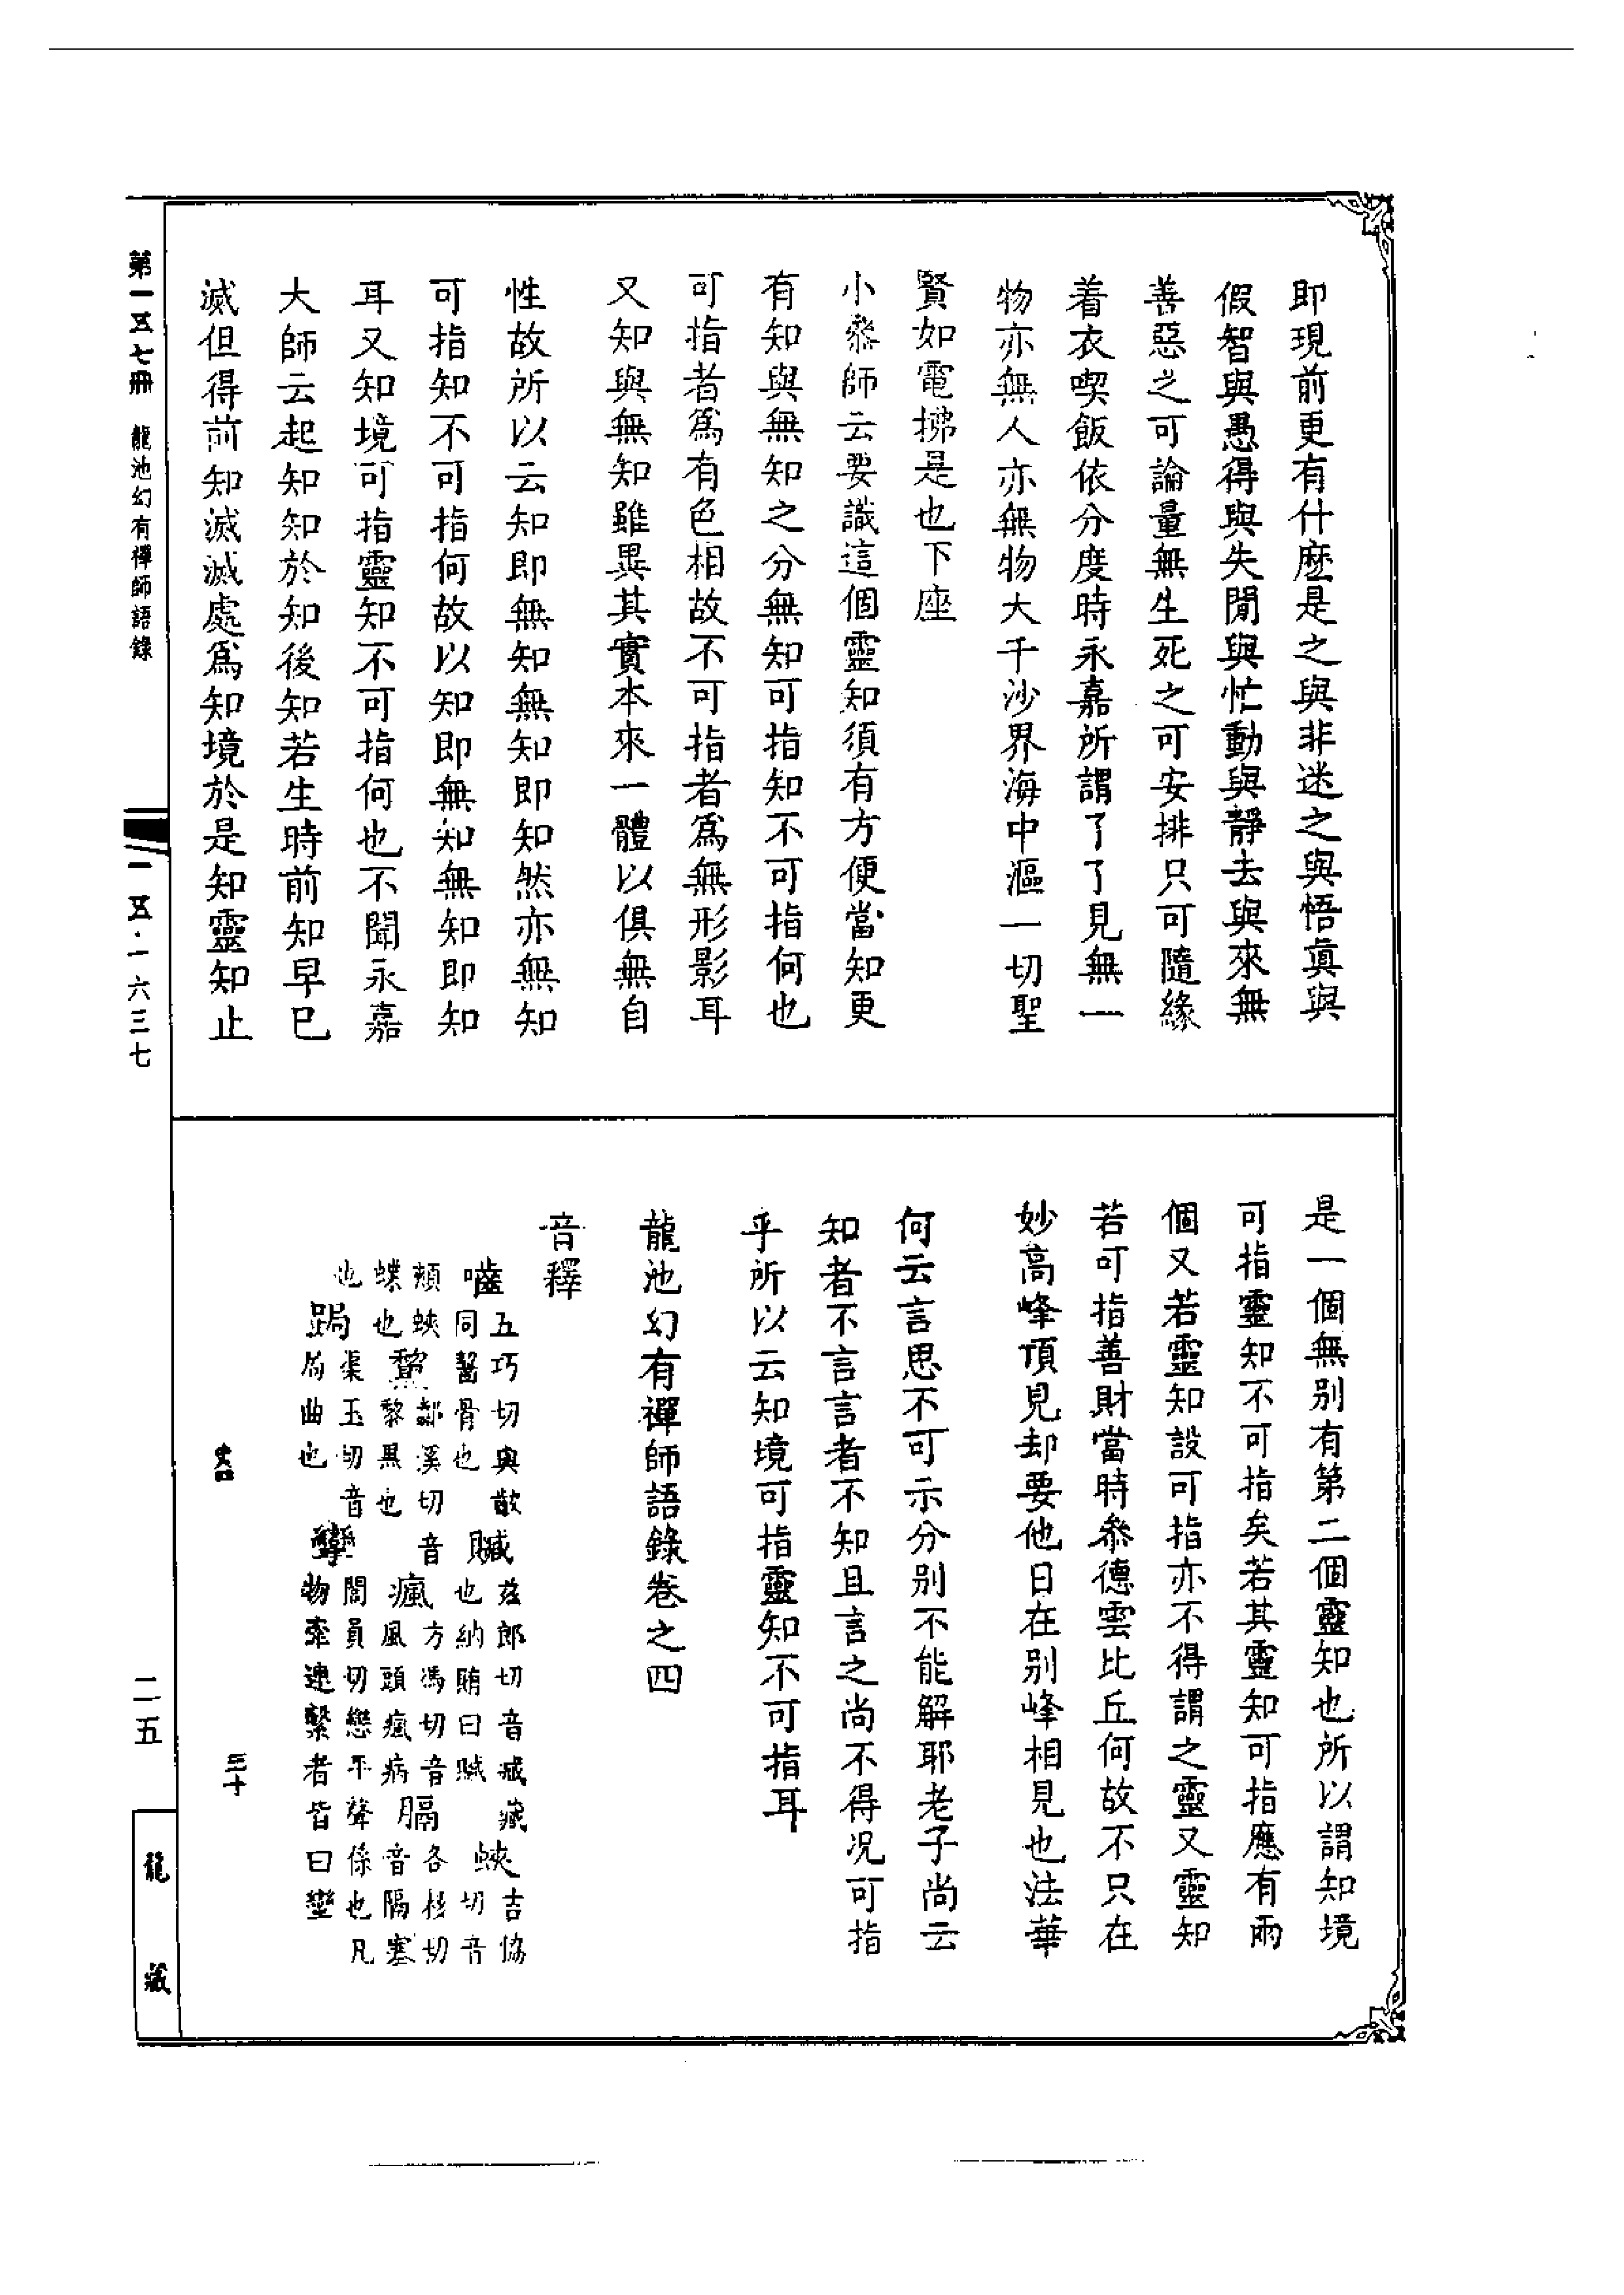 即現前更有什麽是之與非迷之與悟真與
假智與愚得與失閒與忙動與靜去與來無
善惡之可論量無生死之可安排只可隨緣
着衣喫飯依分度時永嘉所謂了了見無一
物亦無人亦無物大千沙界海中漚一切聖
賢如電拂是也下座
小叅師云要識這個靈知須有方便當知更
有知與無知之分無知可指知不可指何也
可指者為有色相故不可指者為無形影耳
又知與無知雖異其實本來一體以俱無自
性故所以云知即無知無知即知然亦無知
可指知不可指何故以知即無知無知即知
耳又知境可指靈知不可指何也不聞永嘉
大師云起知知於知後知若生時前知早已
滅但得前知滅滅處為知境於是知靈知止
是一個無別有第二個靈知也所以謂知境
可指靈知不可指矣若其靈知可指應有兩
個又若靈知設可指亦不得謂之靈又靈知
若可指善財當時叅德雲比丘何故不只在
妙高峰頂見却要他日在別峰相見也法華
何云言思不可示分別不能解耶老子尚云
知者不言言者不知且言之尚不得况可指
乎所以云知境可指靈知不可指耳
龍池幻有禪師語錄卷之四
音釋
嚙 五巧切與齩同齧骨也 贓 玆郎切音臧藏也納賄曰贓 蛺 吉協切音頰蛺蝶也 黧 鄰溪切音黎黑也 瘋 方馮切音風頭瘋病 膈 各核切音隔塞也 跼 渠玉切音局曲也 攣 閭員切戀平聲係也凡物牽連繫者皆曰攣
史四
三十
第一五七冊 龍池幻有禪師語錄
一五·一六三七
二五
龍藏